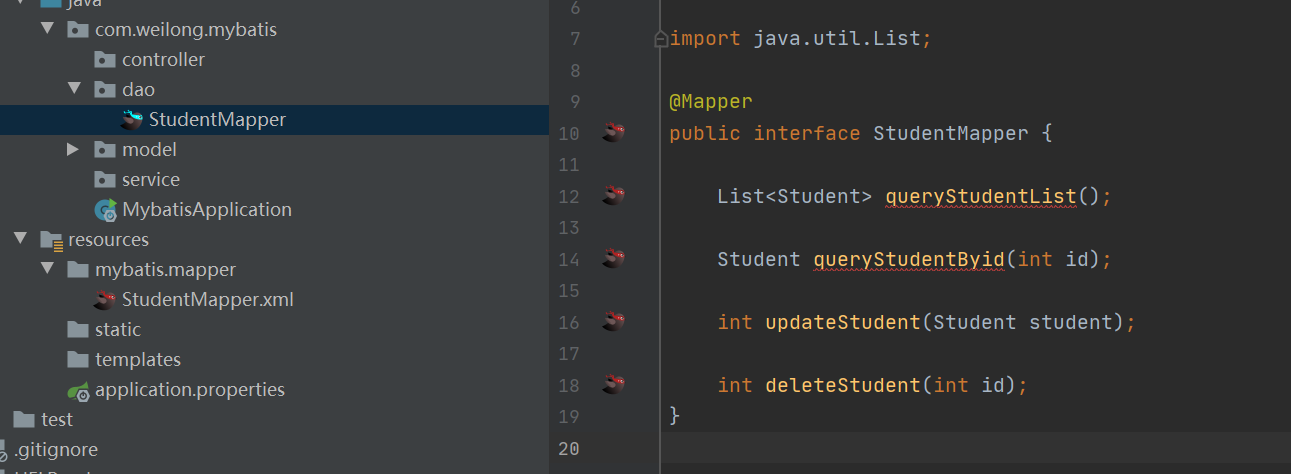 java
com.weilong.mybatis
controller
dao
StudentMapper
model
service
MybatisApplication
resources
mybatis.mapper
StudentMapper.xml
static
templates
application.properties
test
.gitignore
6
7 import java.util.List;
8
9 @Mapper
10 public interface StudentMapper {
11
12 List<Student> queryStudentList();
13
14 Student queryStudentByid(int id);
15
16 int updateStudent(Student student);
17
18 int deleteStudent(int id);
19 }
20